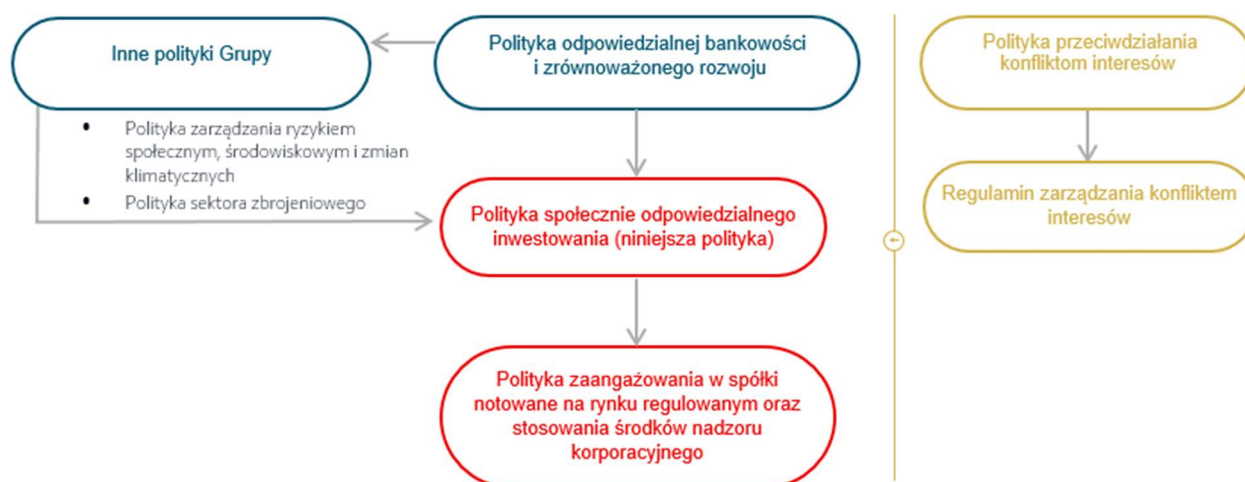 Inne polityki Grupy
Polityka odpowiedzialnej bankowości
i zrównoważonego rozwoju
Polityka przeciwdziałania
konfliktom interesów
• Polityka zarządzania ryzykiem
społecznym, środowiskowym i zmian
klimatycznych
• Polityka sektora zbrojeniowego
Polityka społecznie odpowiedzialnego
inwestowania (niniejsza polityka)
Regulamin zarządzania konfliktem
interesów
Polityka zaangażowania w spółki
notowane na rynku regulowanym oraz
stosowania środków nadzoru
korporacyjnego